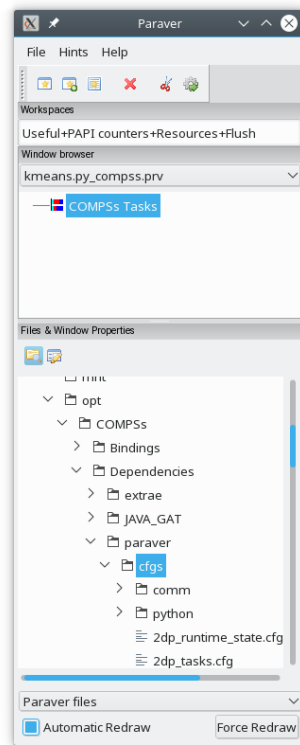 Paraver
File Hints Help
Workspaces
Useful+PAPI counters+Resources+Flush
Window browser
kmeans.py_compss.prv
COMPSs Tasks
Files & Window Properties
mnt
opt
COMPSs
Bindings
Dependencies
extrae
JAVA_GAT
paraver
cfgs
comm
python
2dp_runtime_state.cfg
2dp_tasks.cfg
Paraver files
Automatic Redraw Force Redraw